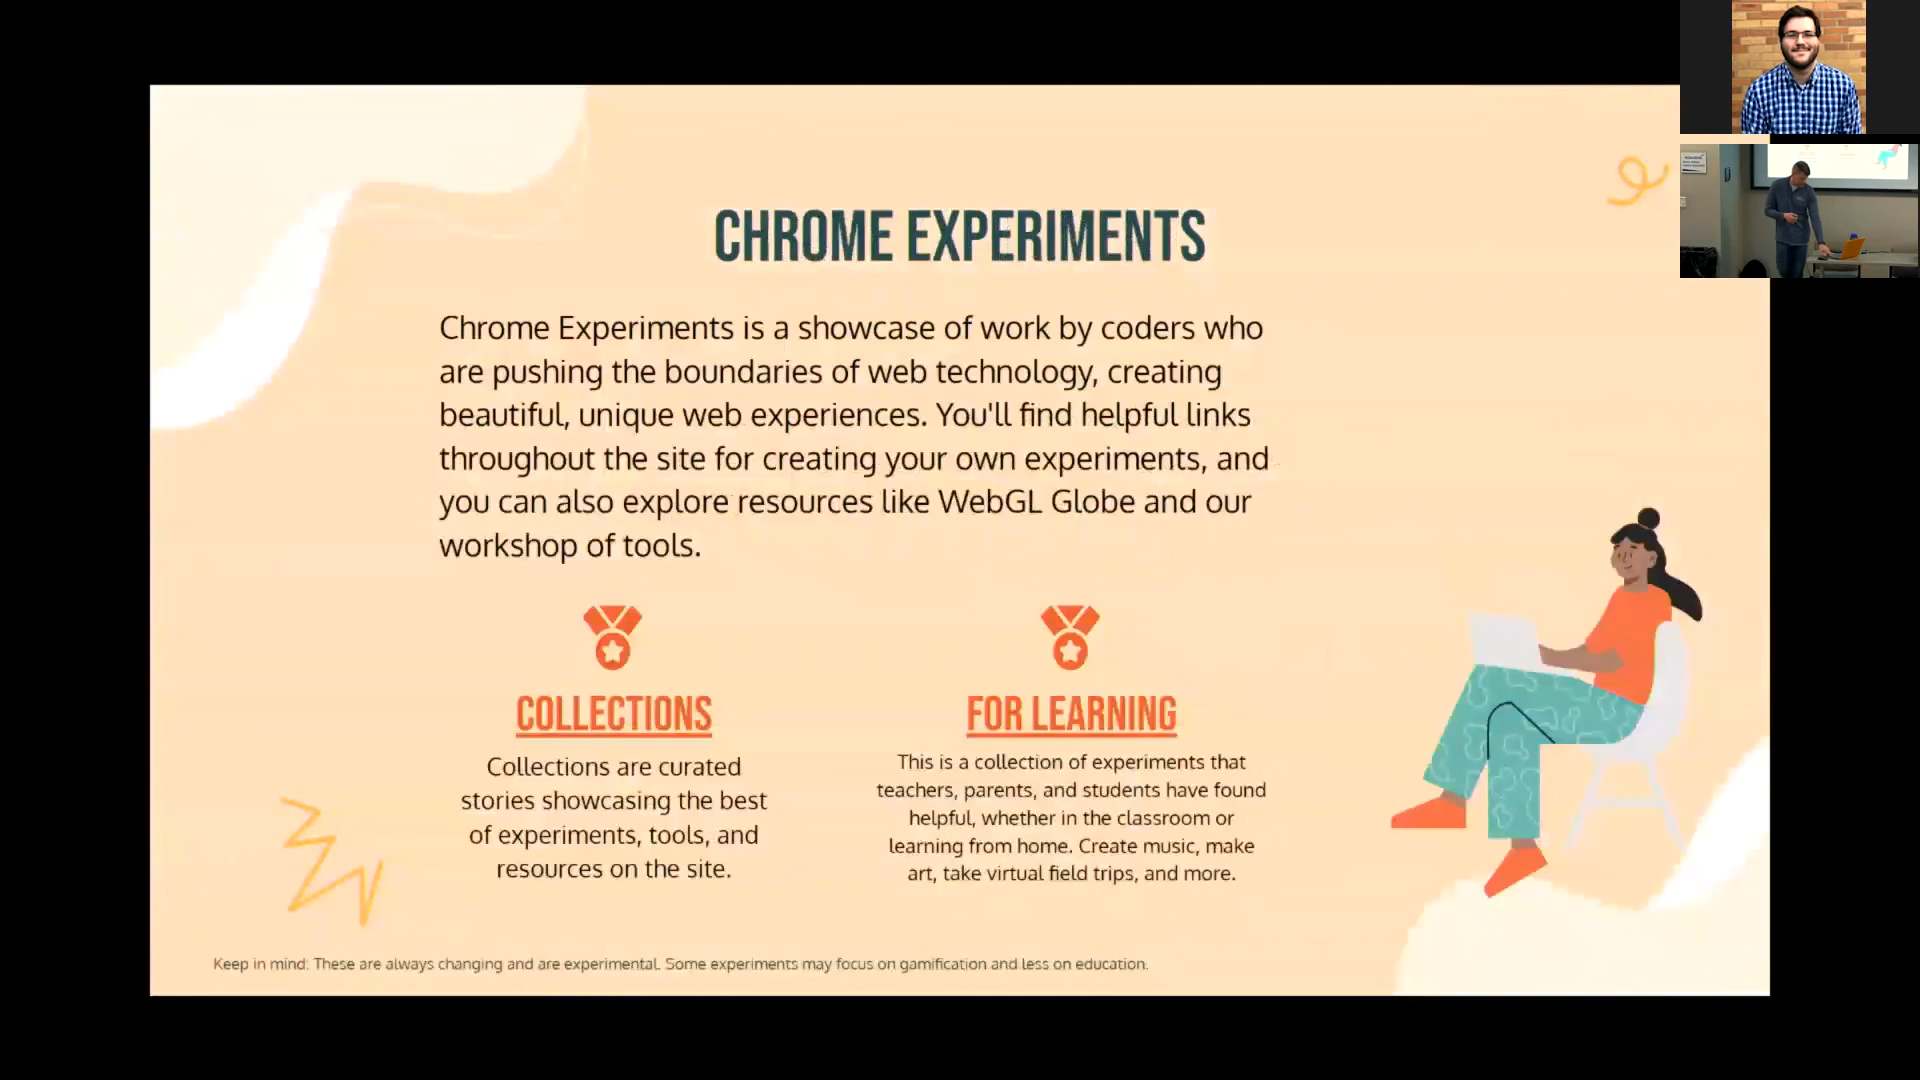 CHROME EXPERIMENTS
Chrome Experiments is a showcase of work by coders who
are pushing the boundaries of web technology, creating
beautiful, unique web experiences. You'll find helpful links
throughout the site for creating your own experiments, and
you can also explore resources like WebGL Globe and our
workshop of tools.
COLLECTIONS
Collections are curated
stories showcasing the best
of experiments, tools, and
resources on the site.
FOR LEARNING
This is a collection of experiments that
teachers, parents, and students have found
helpful, whether in the classroom or
learning from home. Create music, make
art, take virtual field trips, and more.
Keep in mind: These are always changing and are experimental. Some experiments may focus on gamification and less on education.